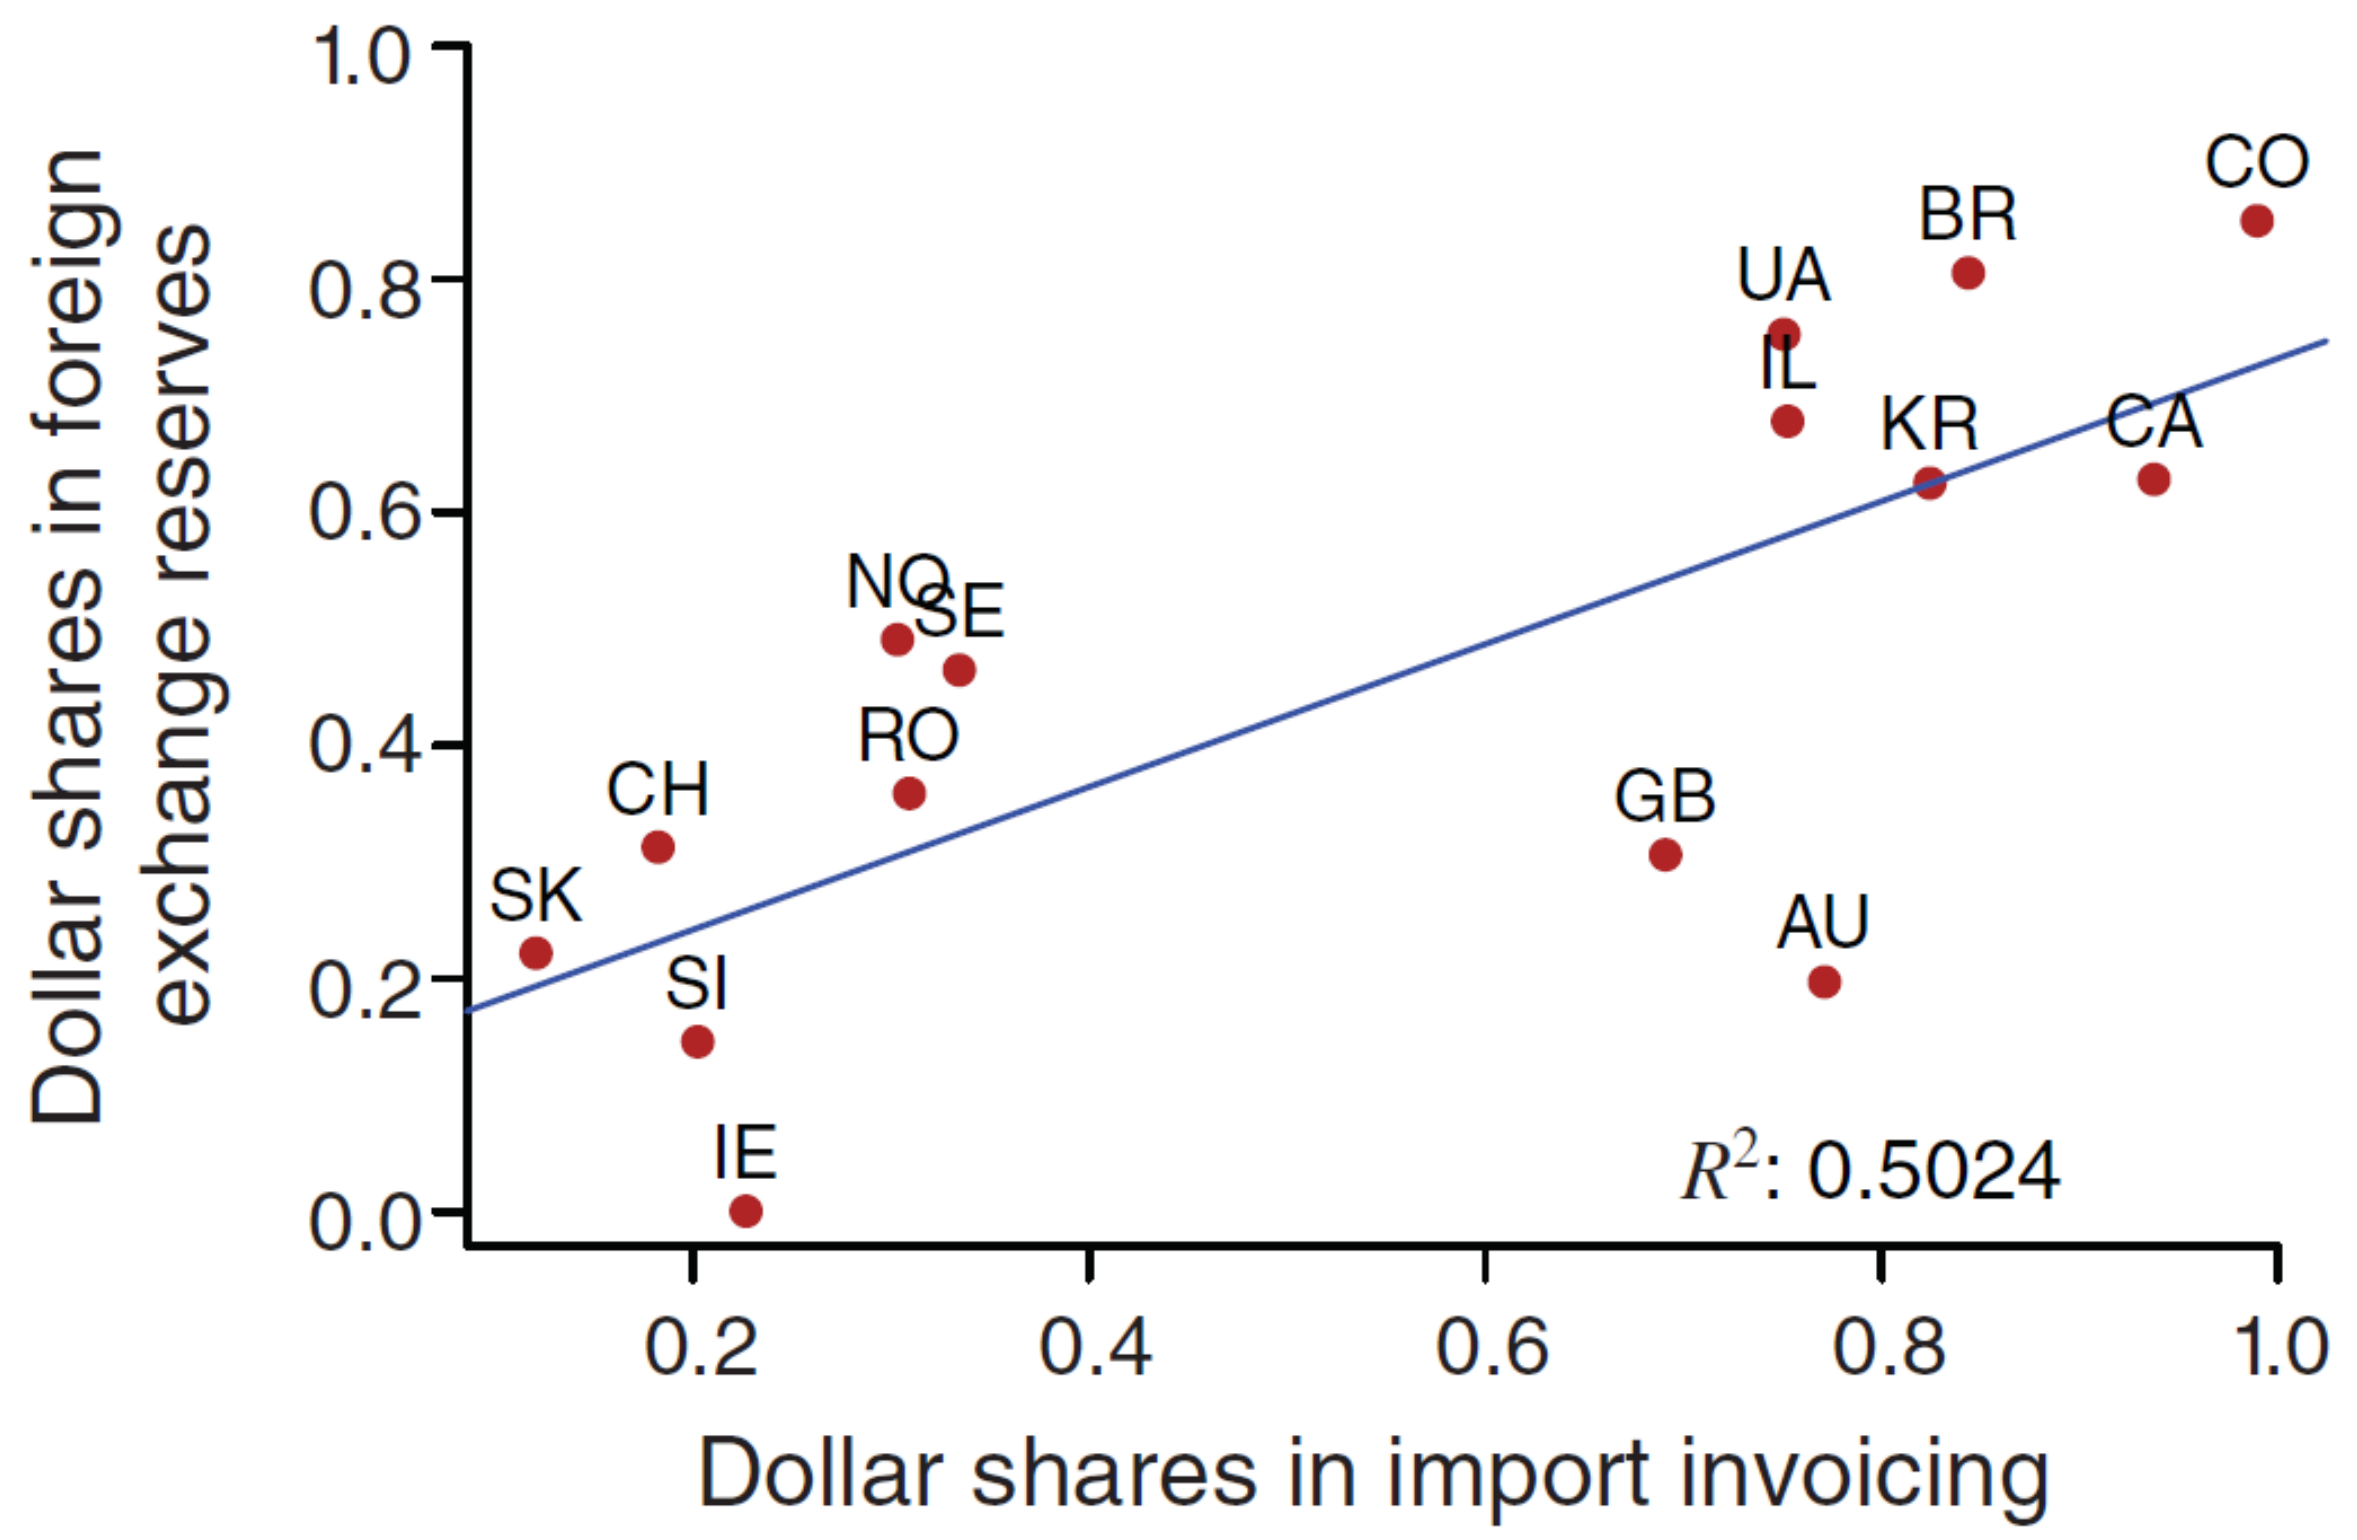 Dollar shares in foreign
exchange reserves
1.0
0.8
0.6
0.4
0.2
0.0
CO
BR
UA
IL
KR
CA
NO
SE
RO
CH
GB
SK
AU
SI
IE
R²: 0.5024
0.2
0.4
0.6
0.8
1.0
Dollar shares in import invoicing